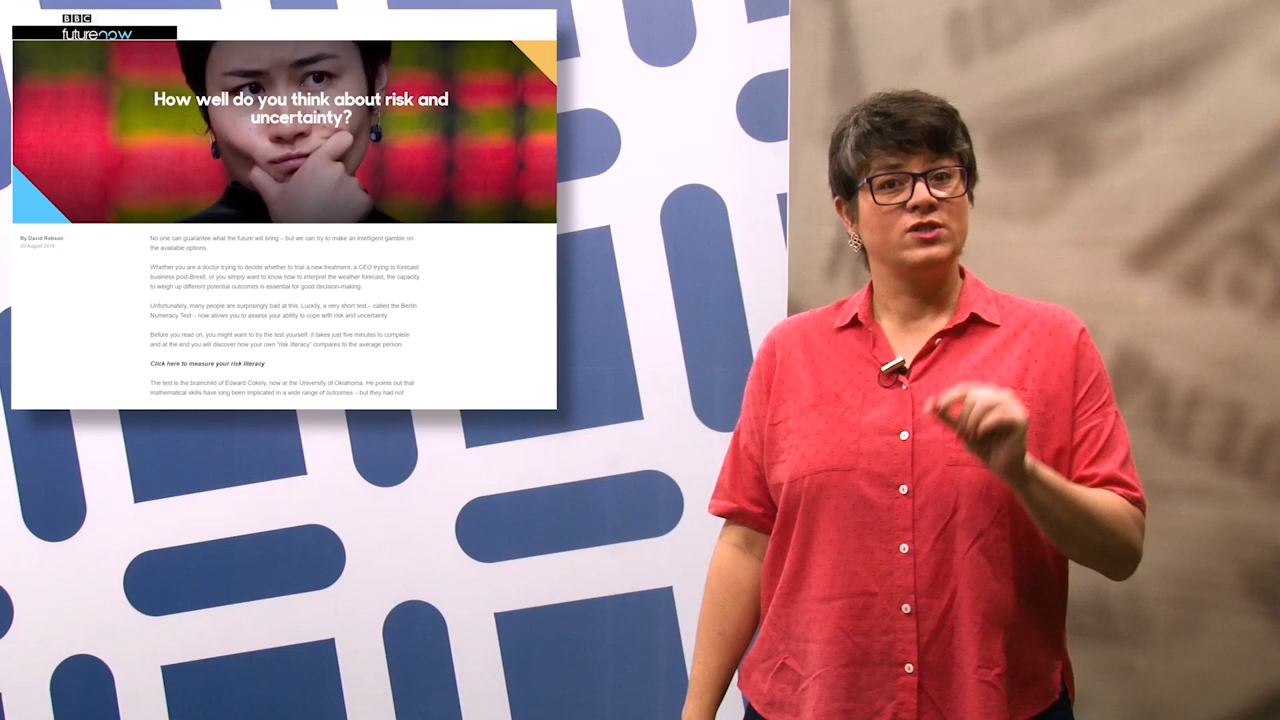 BBC
futurenow
How well do you think about risk and
uncertainty?
By David Robson
No one can guarantee what the future will bring – but we can try to make an intelligent gamble on
the available options.
Whether you are a doctor trying to decide whether to trial a new treatment, a CEO trying to forecast
business post-Brexit, or you simply want to know how to interpret the weather forecast, the capacity
to weigh up different potential outcomes is essential for good decision-making.
Unfortunately, many people are surprisingly bad at this. Luckily, a very short test – called the Berlin
Numeracy Test – now allows you to assess your ability to cope with risk and uncertainty
Before you read on, you might want to try the test yourself. It takes just five minutes to complete
and at the end you will discover how your own “risk literacy” compares to the average person.
Click here to measure your risk literacy
The test is the brainchild of Edward Cokely, now at the University of Oklahoma. He points out that
mathematical skills have long been implicated in a wide range of outcomes – but they had not